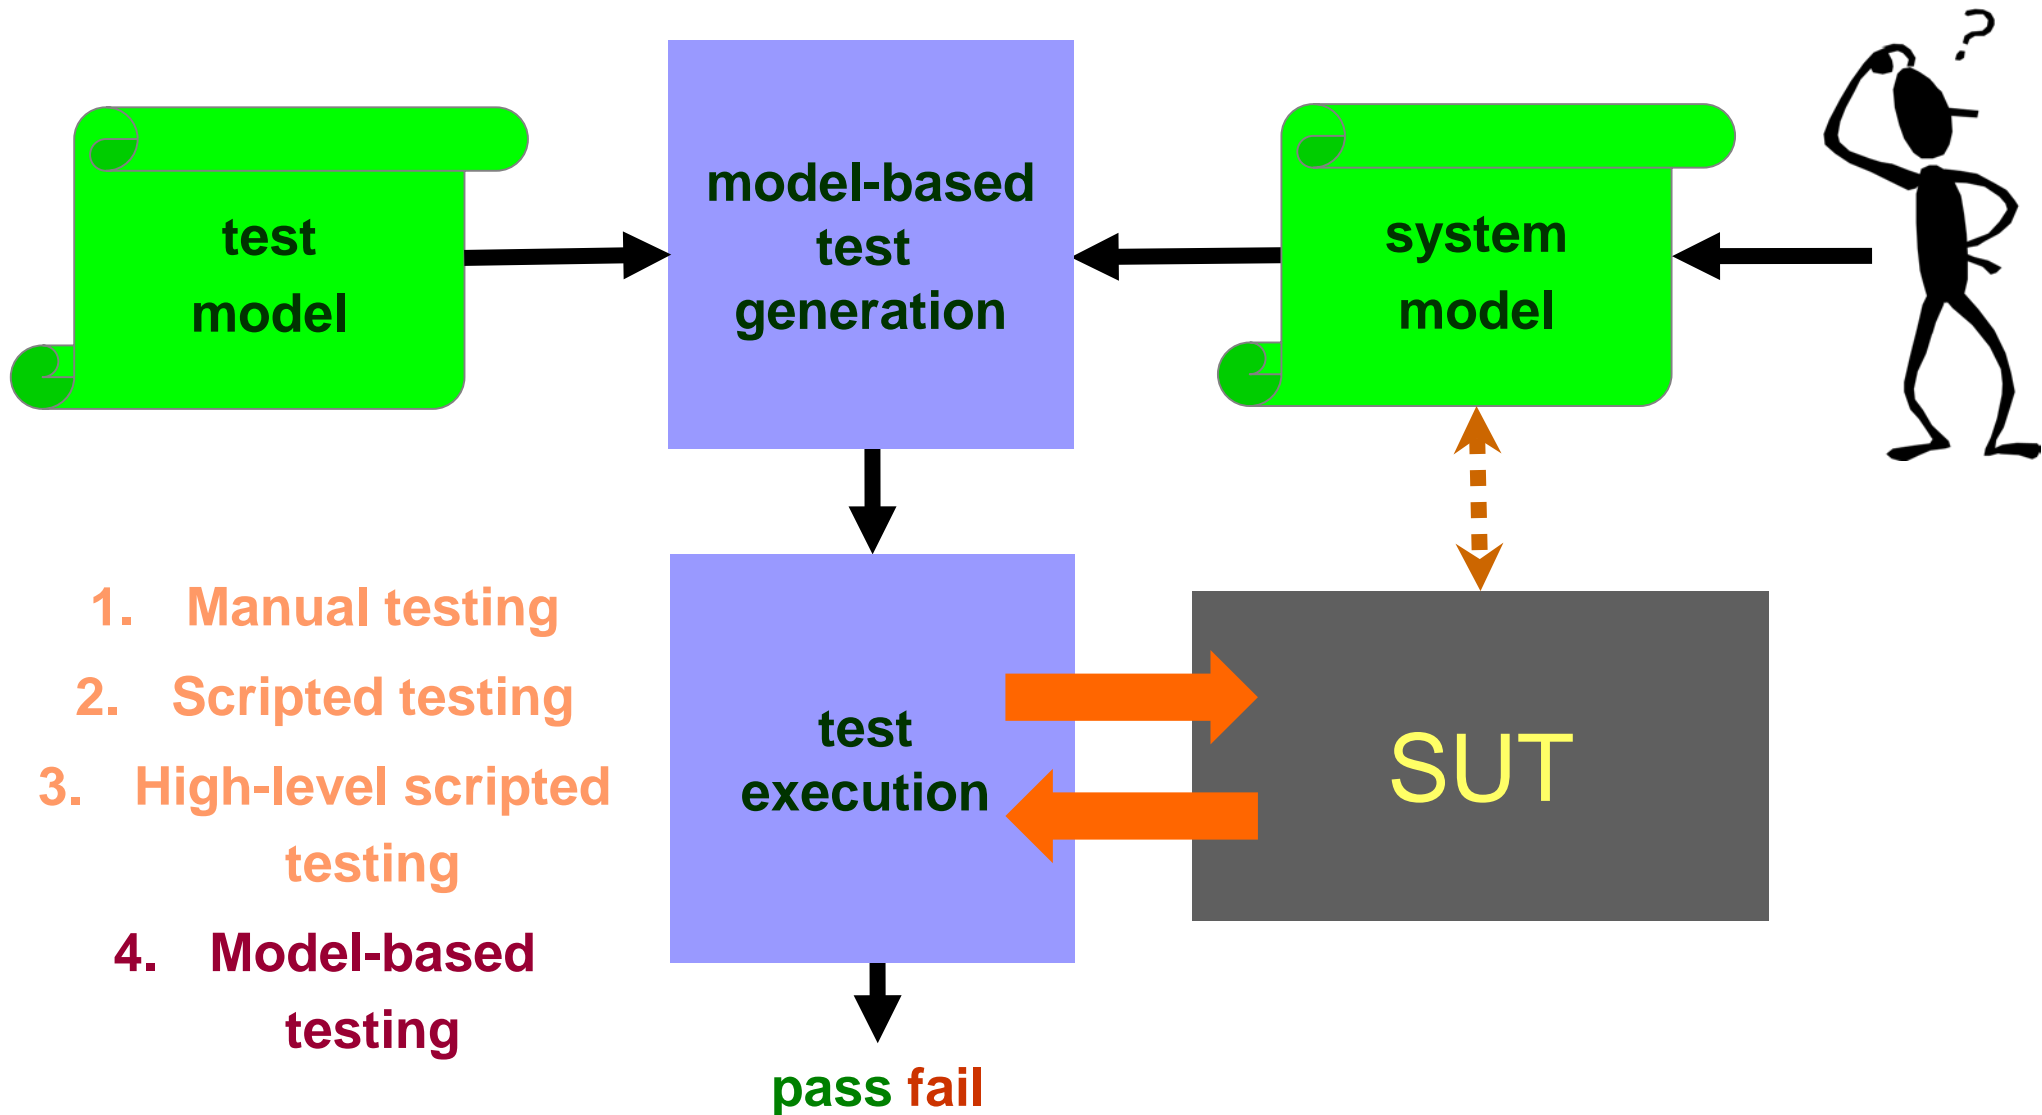 ?
test
model
model-based
test
generation
system
model
1. Manual testing
2. Scripted testing
3. High-level scripted
testing
4. Model-based
testing
test
execution
SUT
pass fail